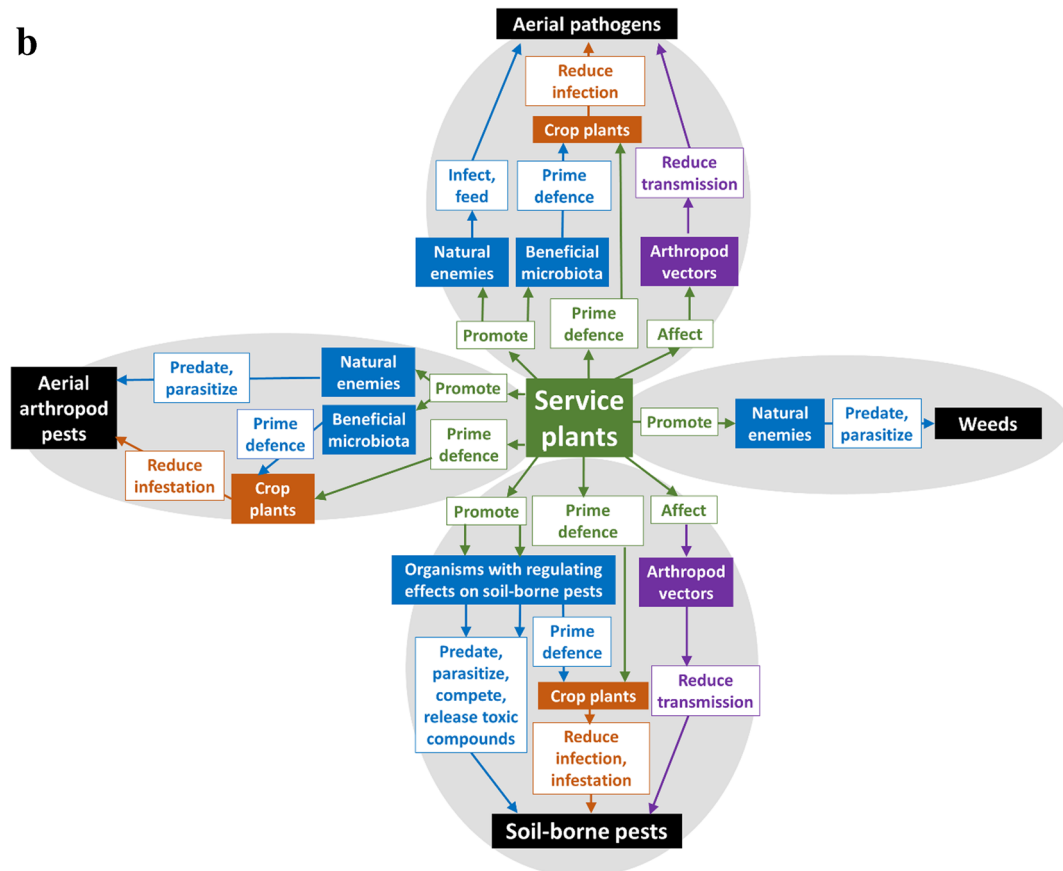 b
Aerial pathogens
Reduce
infection
Crop plants
Infect,
feed
Prime
defence
Reduce
transmission
Natural
enemies
Beneficial
microbiota
Arthropod
vectors
Promote
Prime
defence
Affect
Aerial
arthropod
pests
Predate,
parasitize
Natural
enemies
Promote
Beneficial
microbiota
Prime
defence
Prime
defence
Reduce
infestation
Crop
plants
Service
plants
Promote
Natural
enemies
Predate,
parasitize
Weeds
Promote
Prime
defence
Affect
Organisms with regulating
effects on soil-borne pests
Arthropod
vectors
Predate,
parasitize,
compete,
release toxic
compounds
Prime
defence
Crop plants
Reduce
transmission
Reduce
infection,
infestation
Soil-borne pests